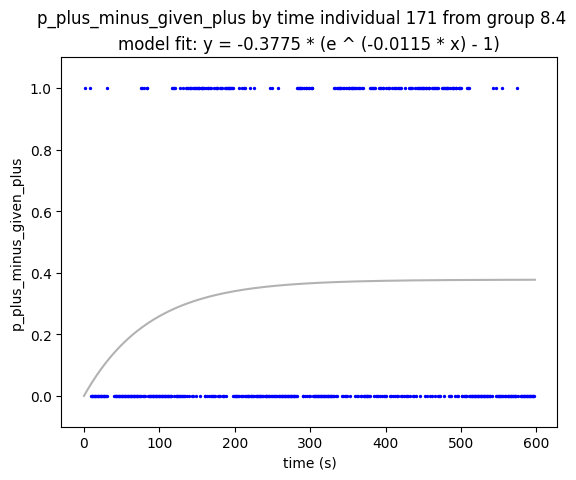 p_plus_minus_given_plus by time individual 171 from group 8.4
model fit: y = -0.3775 * (e ^ (-0.0115 * x) - 1)
1.0
0.8
0.6
0.4
0.2
0.0
p_plus_minus_given_plus
0 100 200 300 400 500 600
time (s)